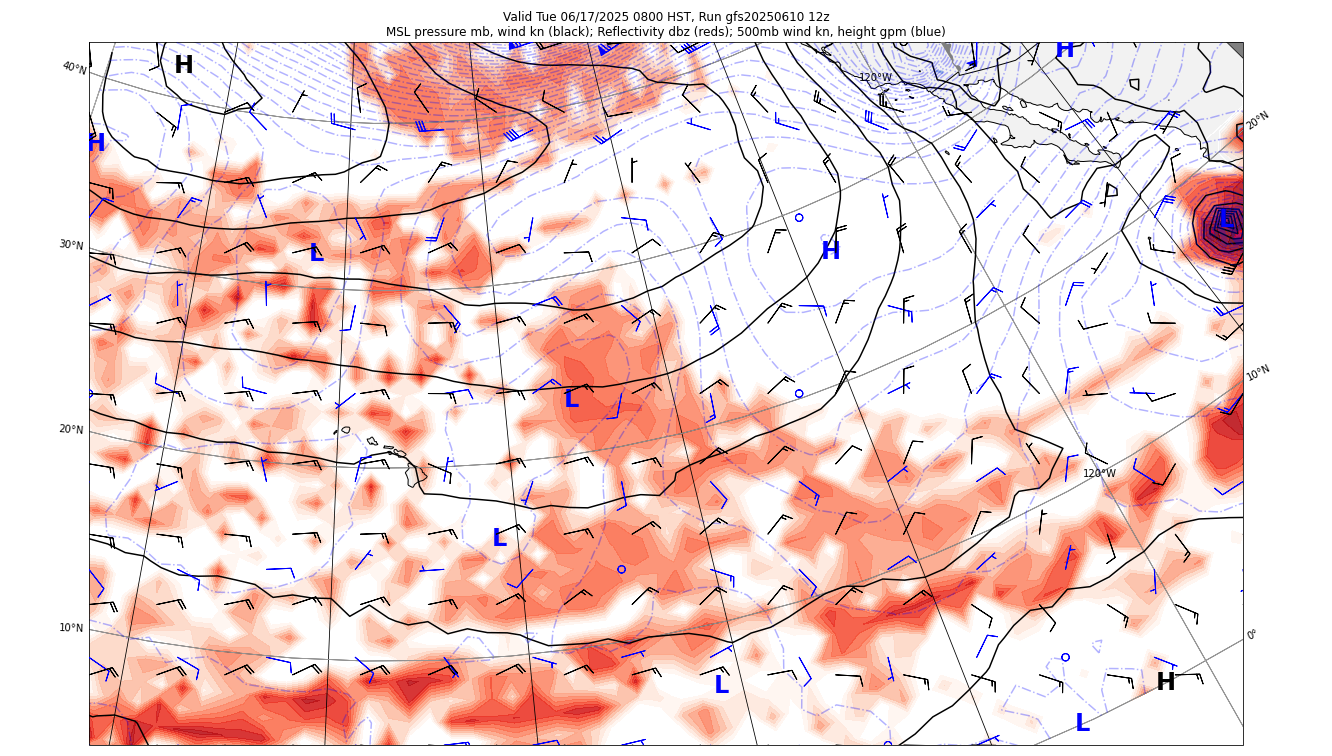 Valid Tue 06/17/2025 0800 HST, Run gfs20250610 12z
MSL pressure mb, wind kn (black); Reflectivity dbz (reds); 500mb wind kn, height gpm (blue)
H
H
40°N
120°W
20°N
H
L
30°N
L
H
10°N
L
20°N
120°W
L
10°N
0°
L
H
L